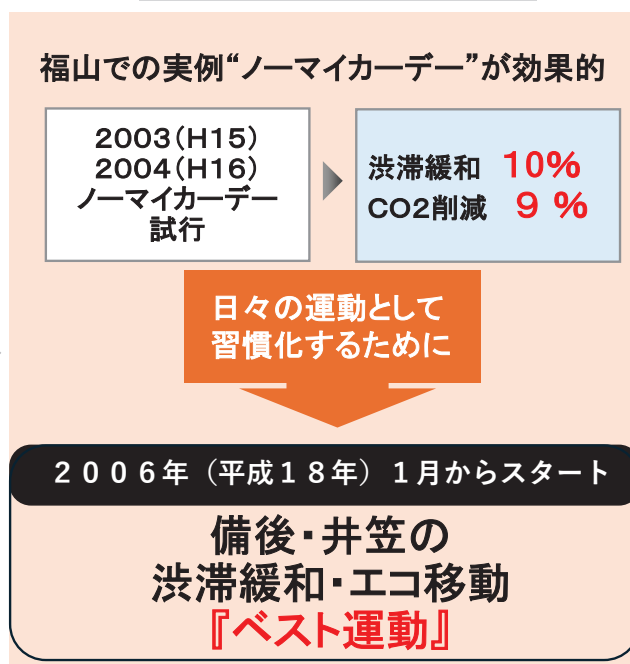 福山での実例“ノーマイカーデー”が効果的
2003(H15)
2004(H16)
ノーマイカーデー
試行
渋滞緩和 10%
CO2削減 9 %
日々の運動として
習慣化するために
2006年（平成18年）1月からスタート
備後・井笠の
渋滞緩和・エコ移動
『ベスト運動』